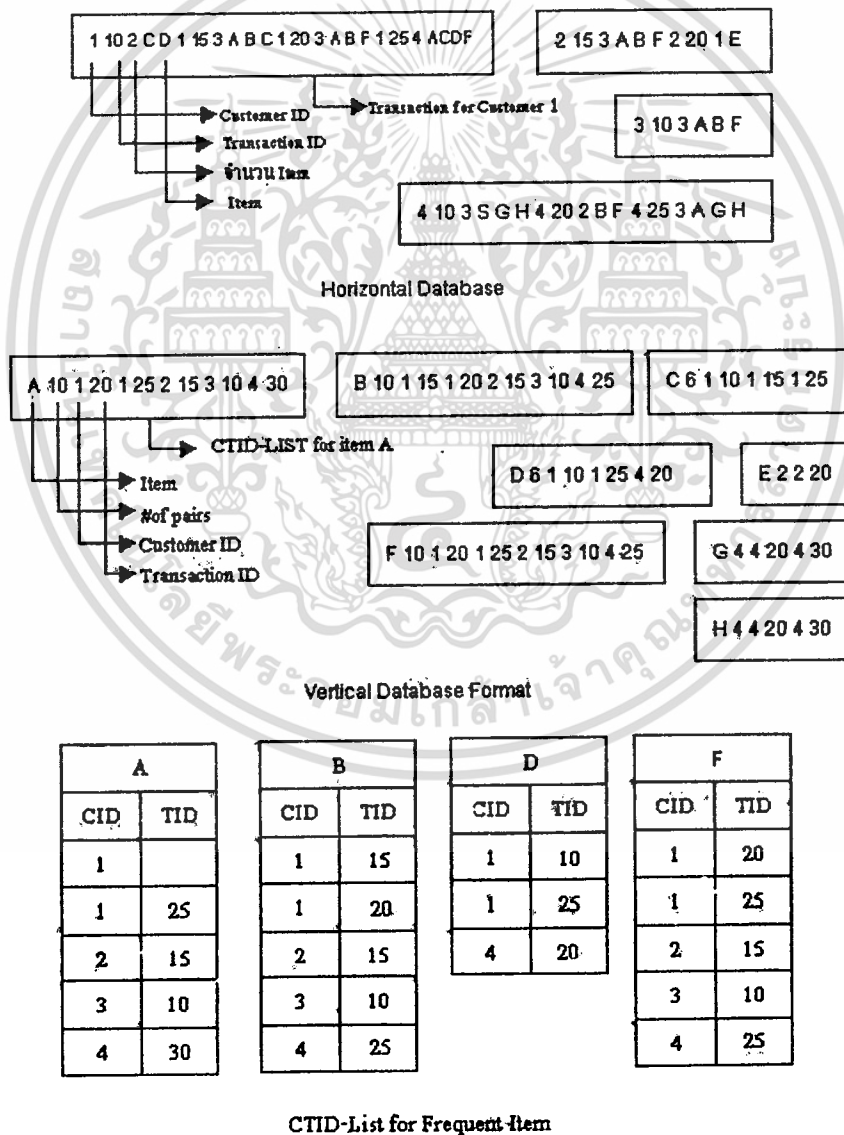 1 10 2 C D 1 15 3 A B C 1 20 3 A B F 1 25 4 ACDF
2 15 3 A B F 2 20 1 E
Customer ID
Transaction for Customer 1
Transaction ID
จำนวน Item
Item
3 10 3 A B F
4 10 3 S G H 4 20 2 B F 4 25 3 A G H
Horizontal Database
A 10 1 20 1 25 2 15 3 10 4 30
B 10 1 15 1 20 2 15 3 10 4 25
C 6 1 10 1 15 1 25
CTID-LIST for item A
Item
#of pairs
Customer ID
Transaction ID
D 6 1 10 1 25 4 20
E 2 2 20
F 10 1 20 1 25 2 15 3 10 4 25
G 4 4 20 4 30
H 4 4 20 4 30
Vertical Database Format
A
CID TID
1
1 25
2 15
3 10
4 30
B
CID TID
1 15
1 20
2 15
3 10
4 25
D
CID TID
1 10
1 25
4 20
F
CID TID
1 20
1 25
2 15
3 10
4 25
CTID-List for Frequent Item